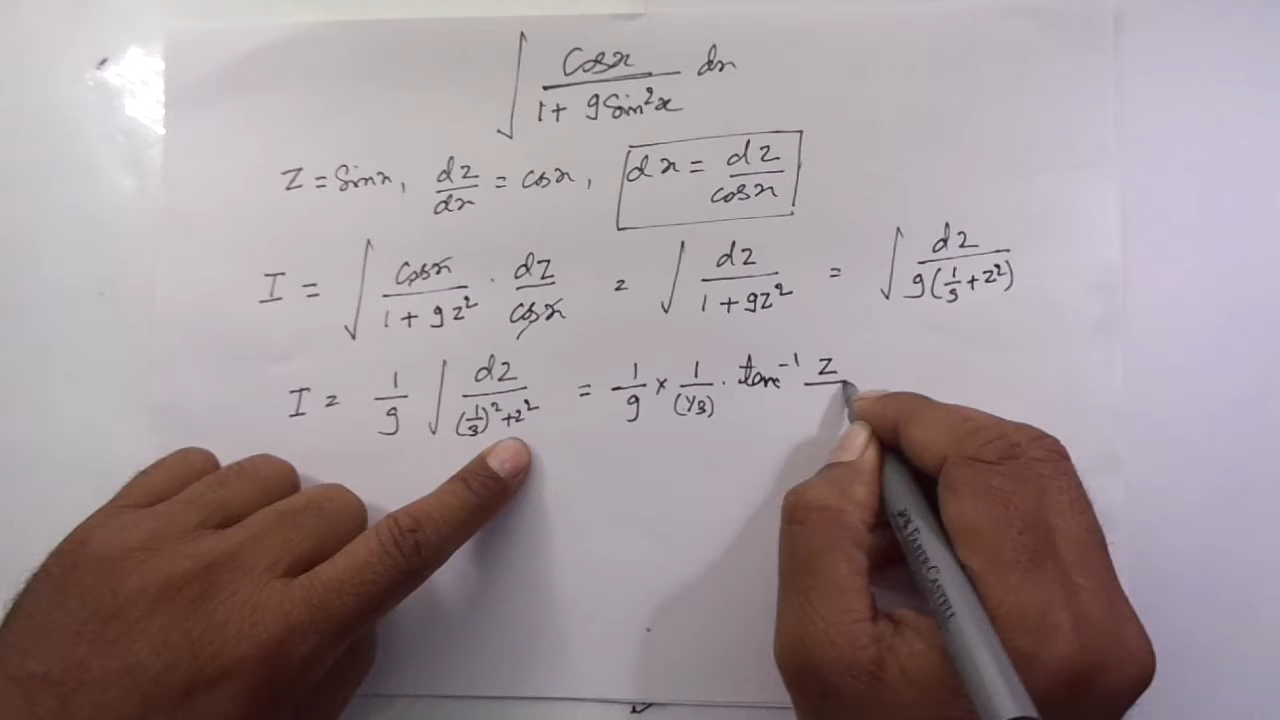 ∫ cosx / (1 + 9 Sin²x) dx
Z = Sinx, dz/dx = cosx, dx = dz/cosx
I = ∫ cosx / (1 + 9z²) · dz/cosx = ∫ dz / (1 + 9z²) = ∫ dz / 9(1/9 + z²)
I = 1/9 ∫ dz / ((1/3)² + z²) = 1/9 × 1/(1/3) · tan⁻¹ z
FABER-CASTELL